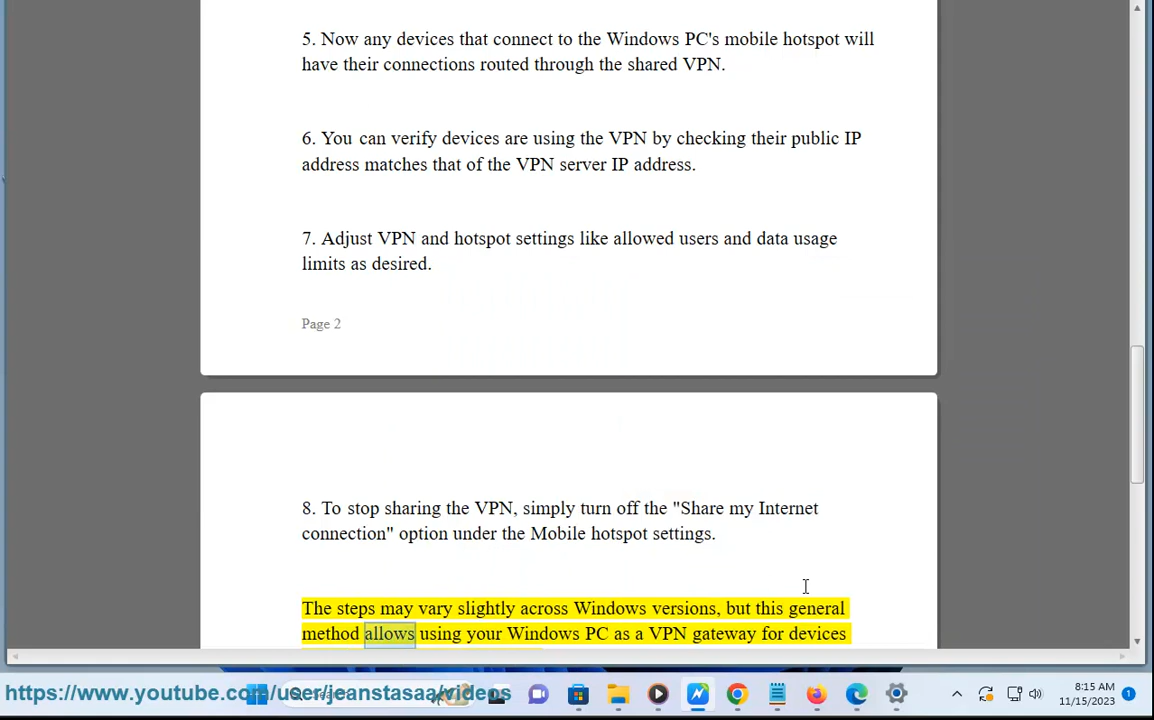 5. Now any devices that connect to the Windows PC's mobile hotspot will
have their connections routed through the shared VPN.
6. You can verify devices are using the VPN by checking their public IP
address matches that of the VPN server IP address.
7. Adjust VPN and hotspot settings like allowed users and data usage
limits as desired.
Page 2
8. To stop sharing the VPN, simply turn off the "Share my Internet
connection" option under the Mobile hotspot settings.
The steps may vary slightly across Windows versions, but this general
method allows using your Windows PC as a VPN gateway for devices
https://www.youtube.com/user/jeanstasaa/videos
8:15 AM
11/15/2023
1